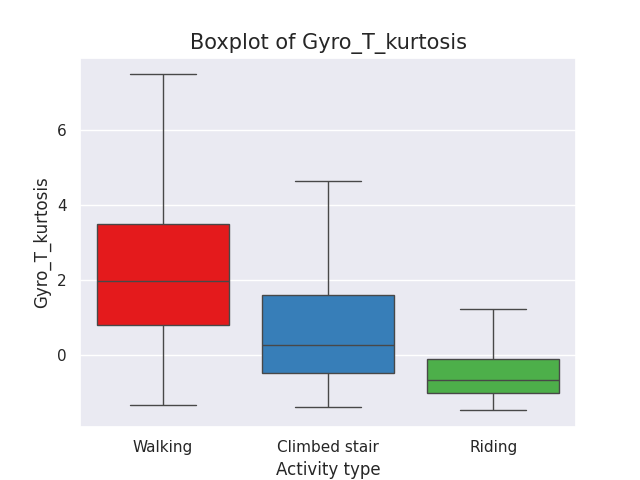 Boxplot of Gyro_T_kurtosis
Gyro_T_kurtosis
6
4
2
0
Walking
Climbed stair
Riding
Activity type